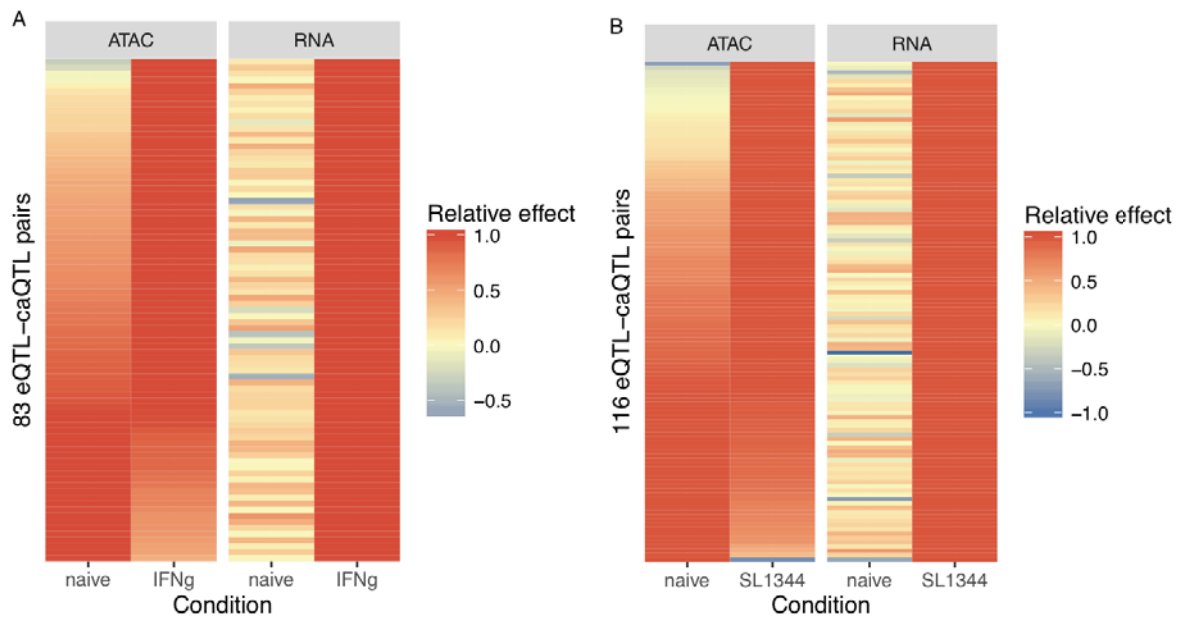 A
ATAC
RNA
83 eQTL−caQTL pairs
naive
IFNg
naive
IFNg
Condition
Relative effect
1.0
0.5
0.0
−0.5
B
ATAC
RNA
116 eQTL−caQTL pairs
naive
SL1344
naive
SL1344
Condition
Relative effect
1.0
0.5
0.0
−0.5
−1.0